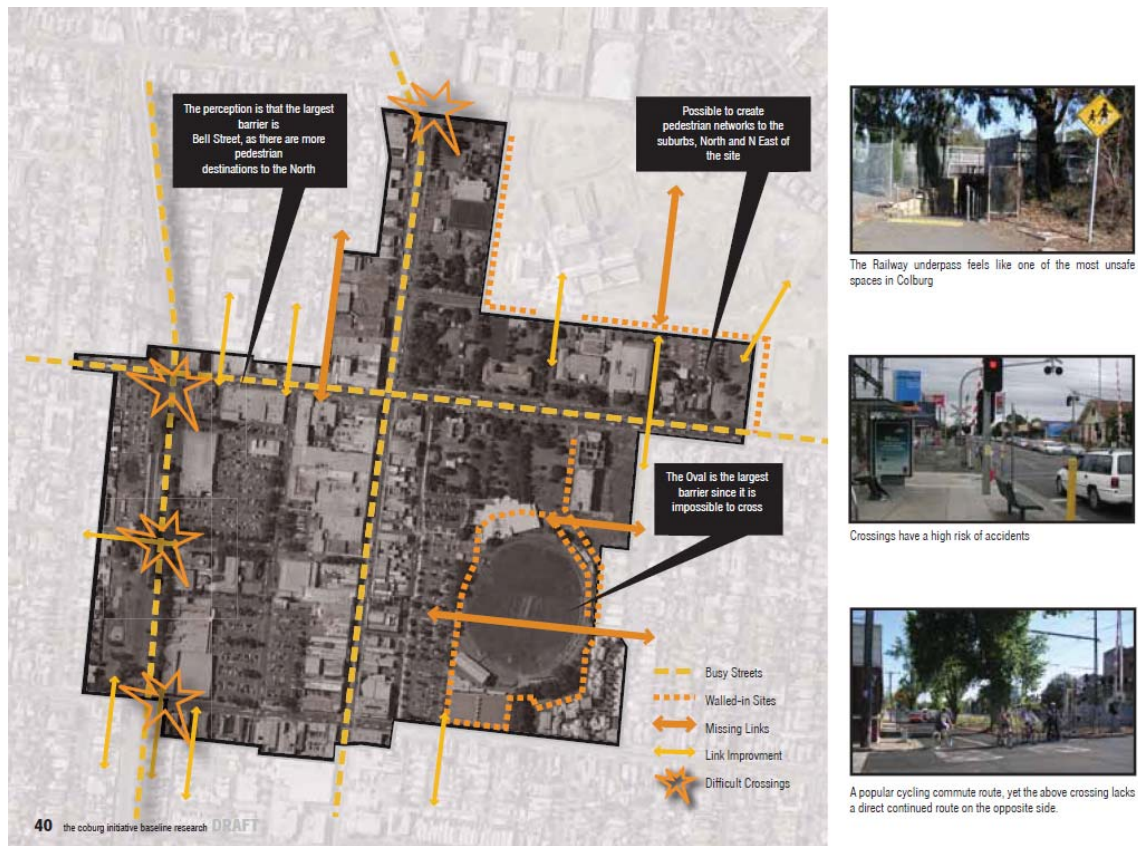 The perception is that the largest
barrier is
Bell Street, as there are more
pedestrian
destinations to the North
Possible to create
pedestrian networks to the
suburbs, North and N East of
the site
The Oval is the largest
barrier since it is
impossible to cross
Busy Streets
Walled-in Sites
Missing Links
Link Improvment
Difficult Crossings
40 the coburg initiative baseline research DRAFT
The Railway underpass feels like one of the most unsafe
spaces in Colburg
Crossings have a high risk of accidents
A popular cycling commute route, yet the above crossing lacks
a direct continued route on the opposite side.